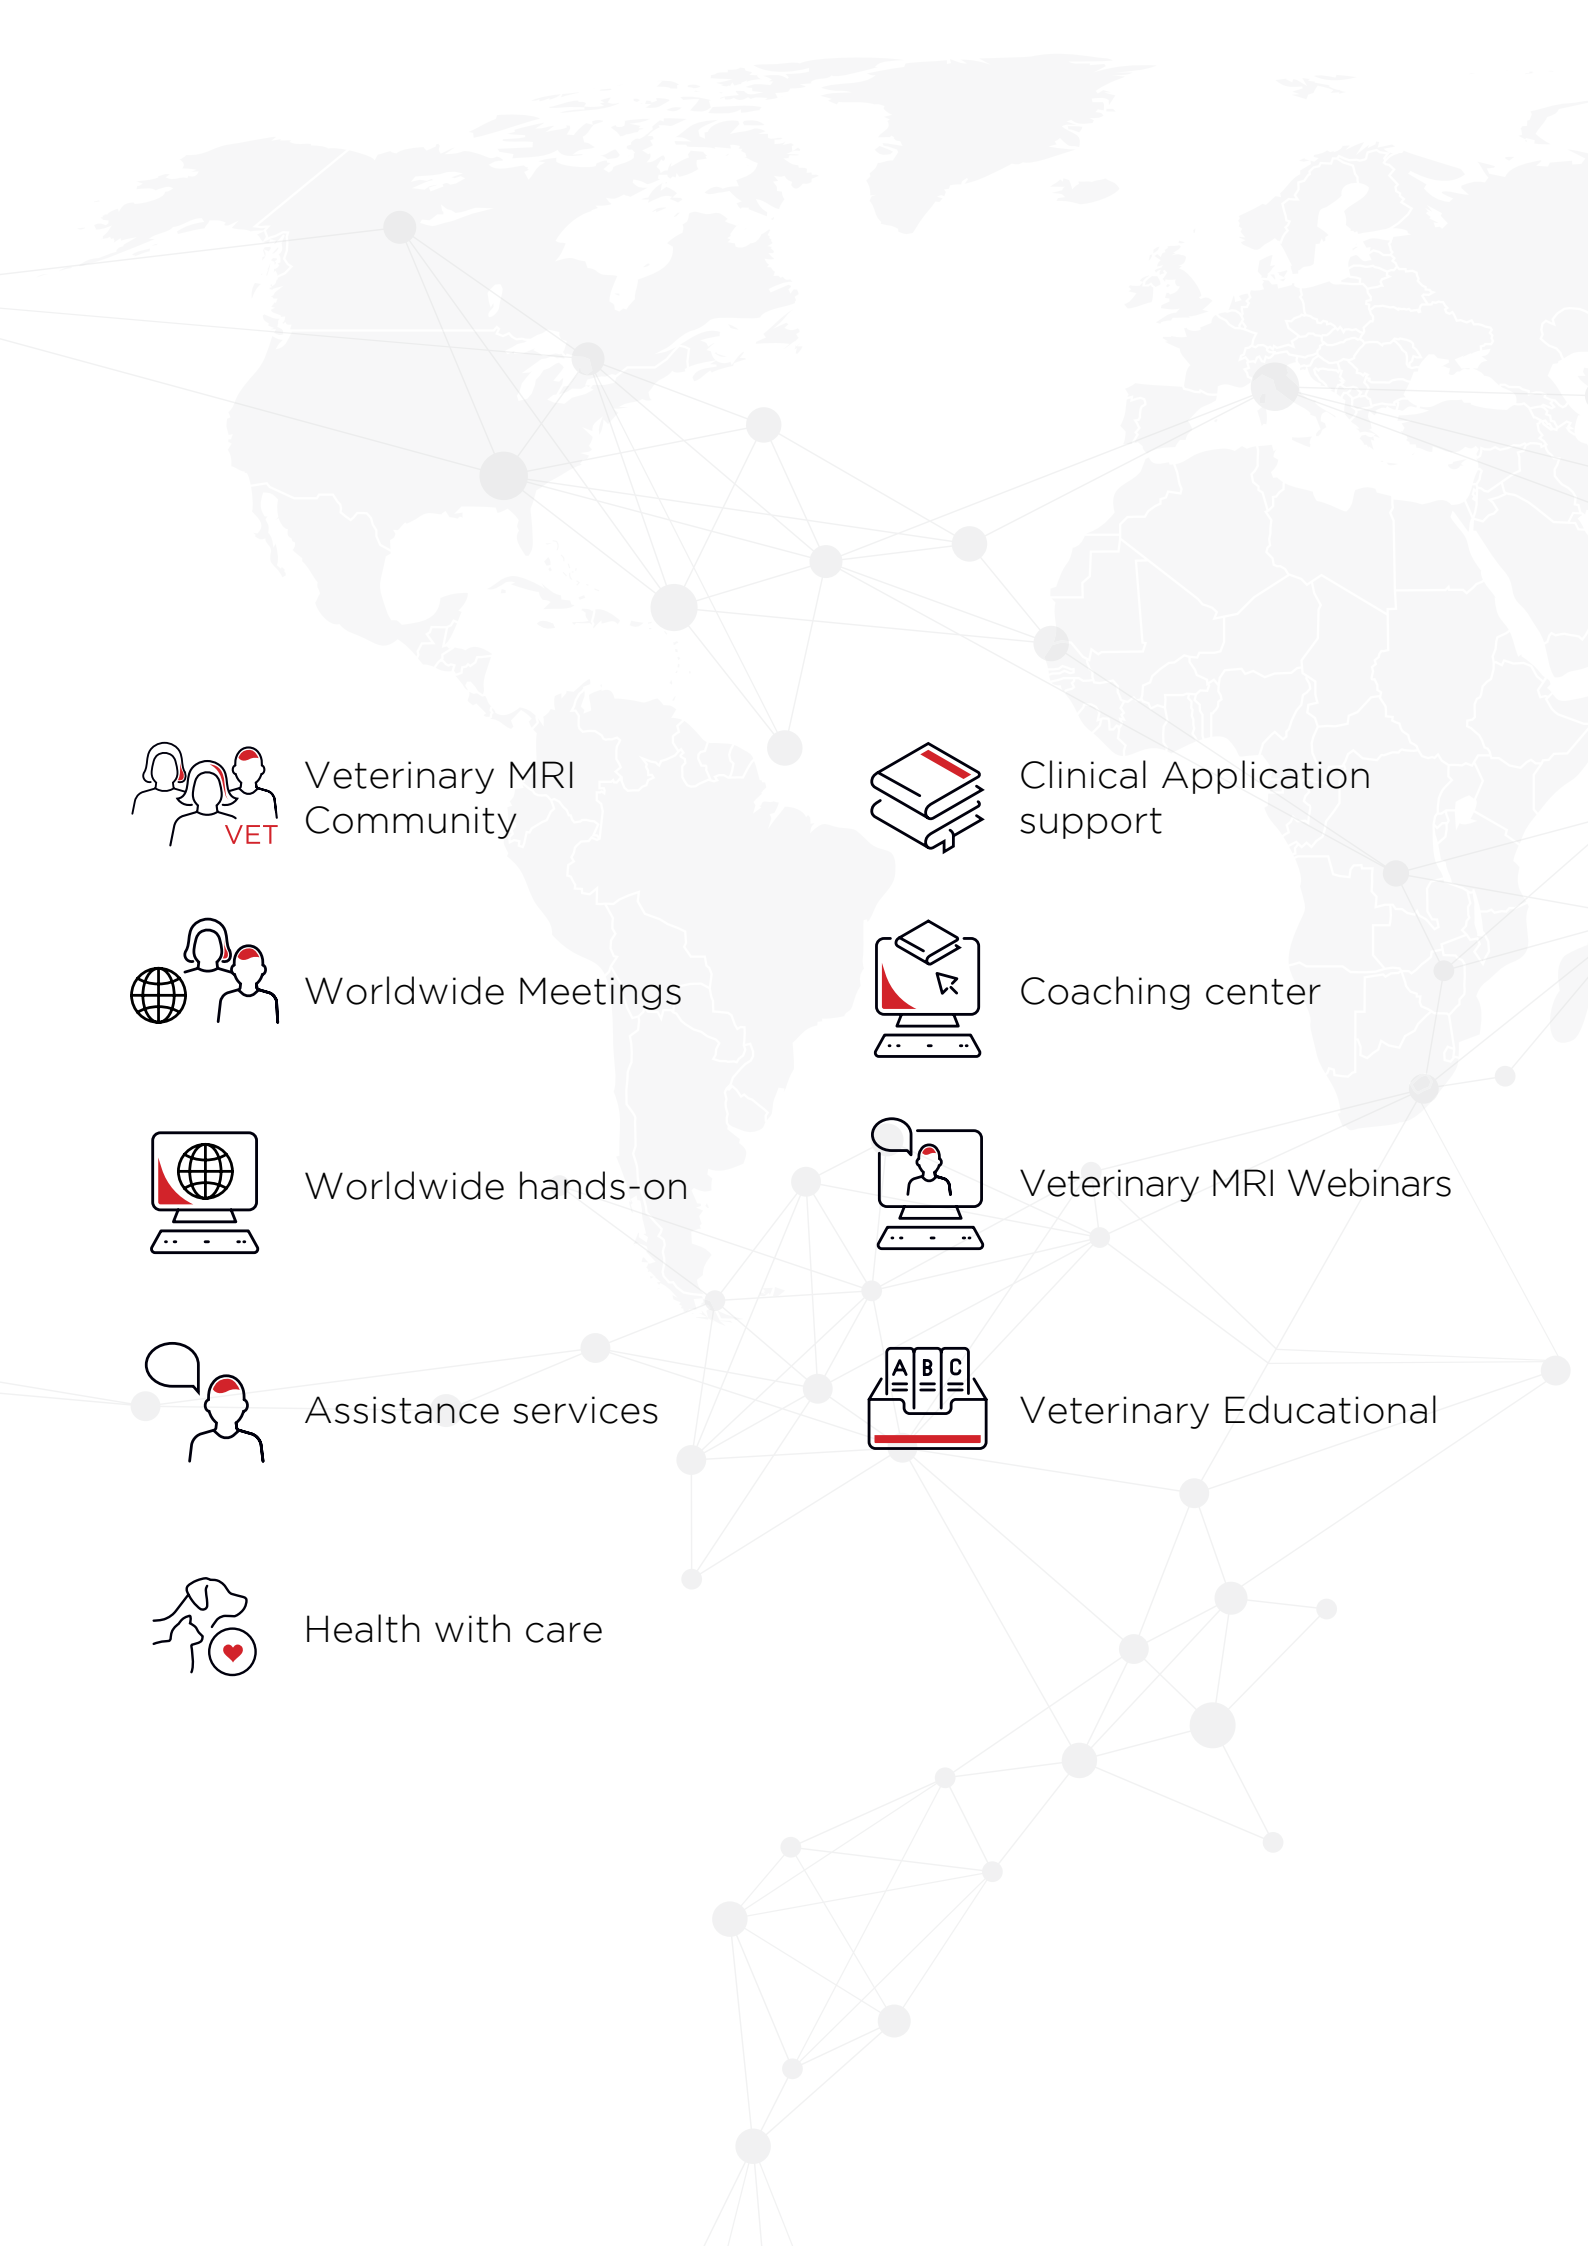 VET
Veterinary MRI
Community
Worldwide Meetings
Worldwide hands-on
Assistance services
Health with care
Clinical Application
support
Coaching center
Veterinary MRI Webinars
A B C
Veterinary Educational